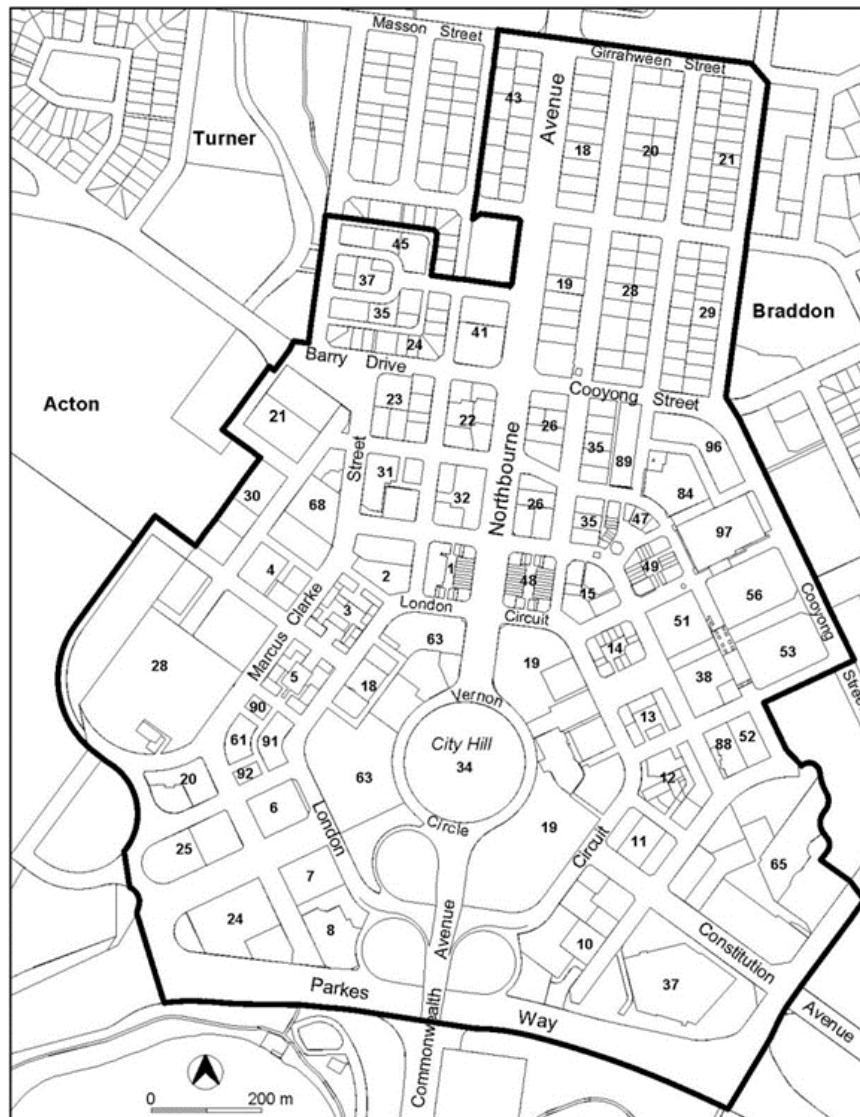 Masson Street
Girrahween Street
43
Avenue
Turner
18
20
21
45
37
19
28
29
Braddon
35
24
41
Barry Drive
Cooyong Street
Acton
23
21
22
26
96
Street
35
89
31
Northbourne
84
30
68
32
26
35
47
97
4
2
1
48
49
15
56
Marcus Clarke
3
London
Circuit
51
Cooyong
63
14
53
28
19
5
18
38
Street
Vernon
90
13
City Hill
34
61
91
52
88
92
20
63
12
6
London
Circle
19
Circuit
11
25
65
7
24
8
Avenue
10
Constitution
37
Parkes
Commonwealth
Way
Avenue
0 200 m